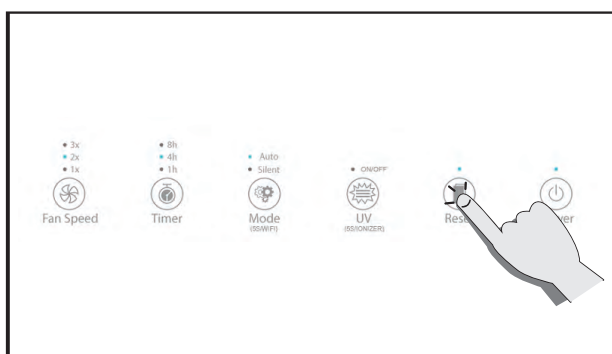 3x
2x
1x
Fan Speed
8h
4h
1h
Timer
Auto
Silent
Mode
(5S/WIFI)
ON/OFF
UV
(5S/IONIZER)
Rese